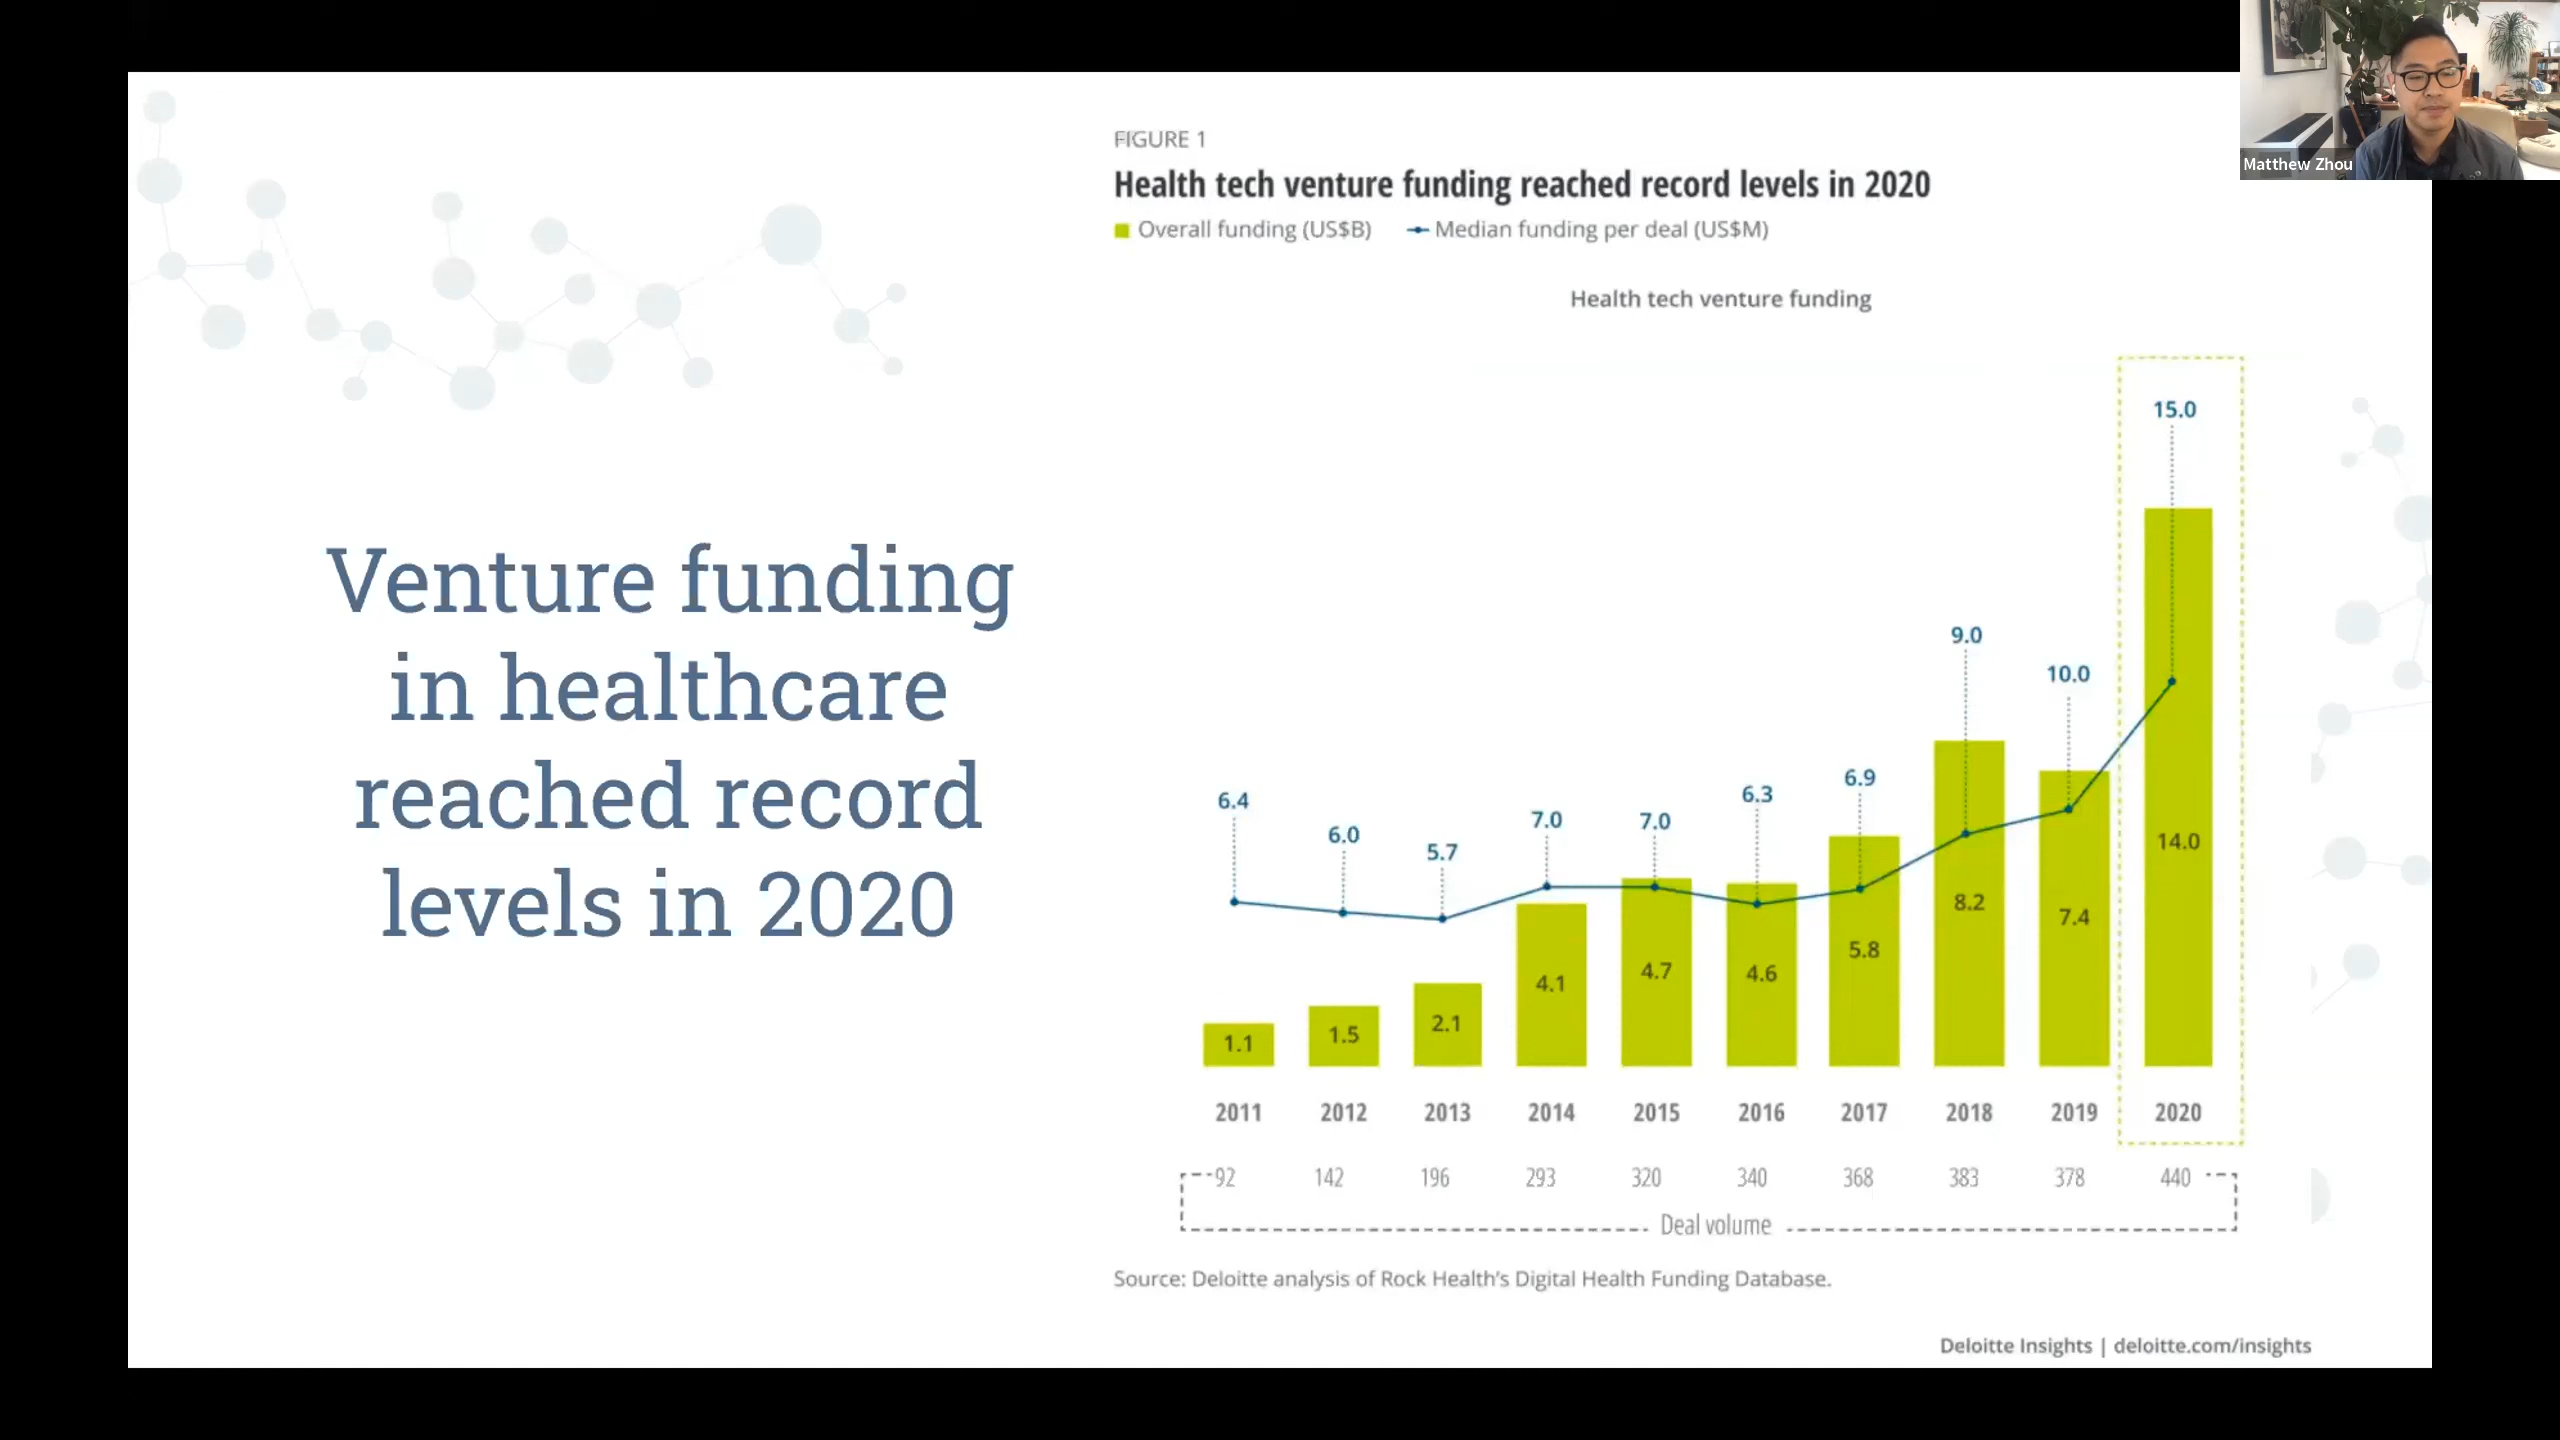 Matthew Zhou
Venture funding
in healthcare
reached record
levels in 2020
FIGURE 1
Health tech venture funding reached record levels in 2020
Overall funding (US$B) Median funding per deal (US$M)
Health tech venture funding
15.0
9.0
10.0
6.4
6.0
5.7
7.0
7.0
6.3
6.9
1.1
1.5
2.1
4.1
4.7
4.6
5.8
8.2
7.4
14.0
2011 2012 2013 2014 2015 2016 2017 2018 2019 2020
92 142 196 293 320 340 368 383 378 440
Deal volume
Source: Deloitte analysis of Rock Health’s Digital Health Funding Database.
Deloitte Insights | deloitte.com/insights